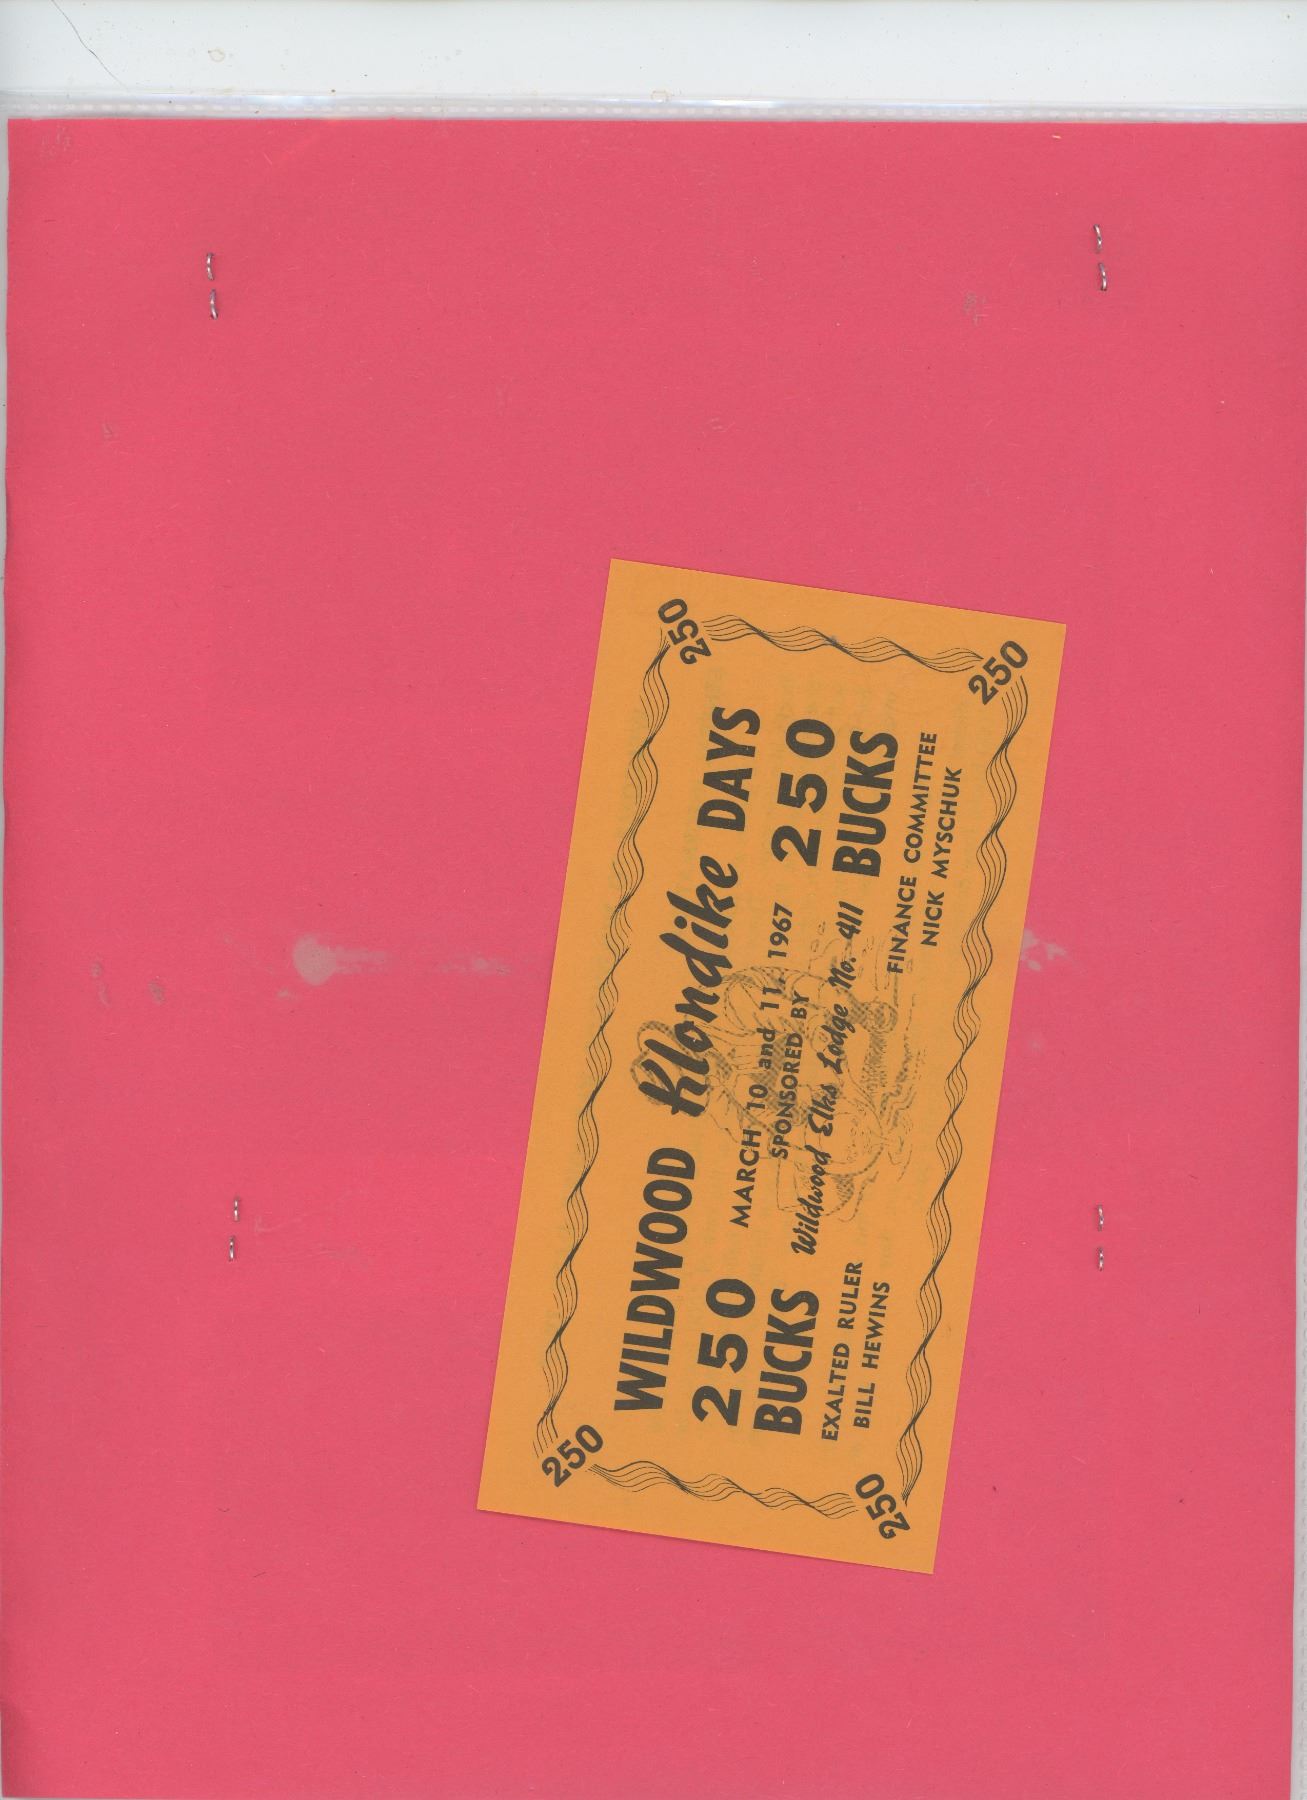 250
250
WILDWOOD Klondike DAYS
250 BUCKS
MARCH 10 and 11, 1967
SPONSORED BY
Wildwood Elks Lodge No. 411
250 BUCKS
EXALTED RULER
BILL HEWINS
FINANCE COMMITTEE
NICK MYSCHUK
250
250